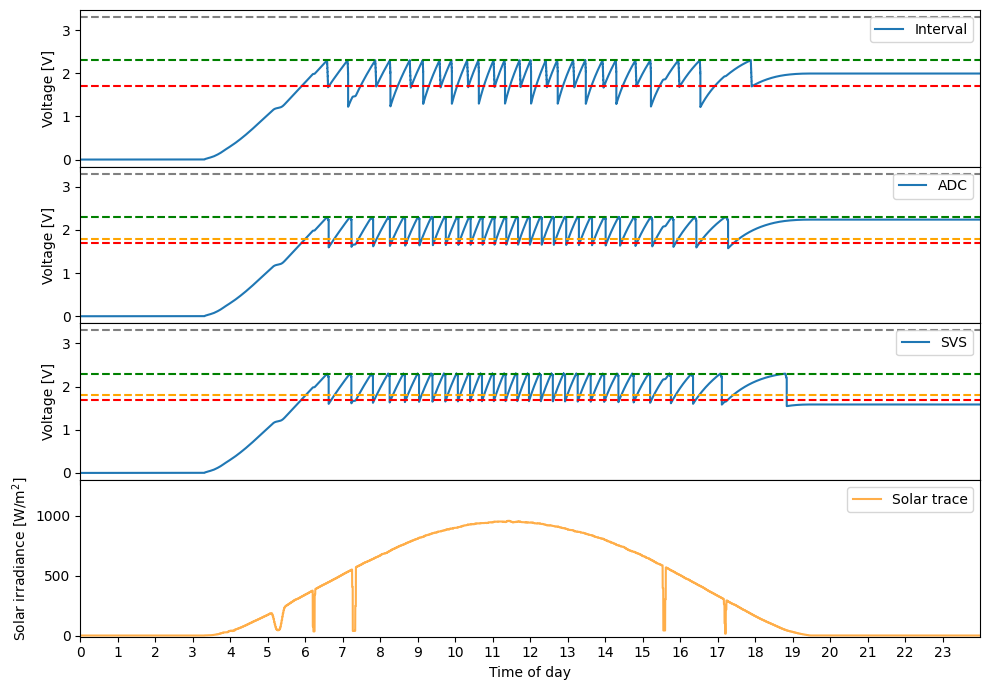 Voltage [V]
3
2
1
0
Interval
Voltage [V]
3
2
1
0
ADC
Voltage [V]
3
2
1
0
SVS
Solar irradiance [W/m²]
1000
500
0
Solar trace
0 1 2 3 4 5 6 7 8 9 10 11 12 13 14 15 16 17 18 19 20 21 22 23
Time of day